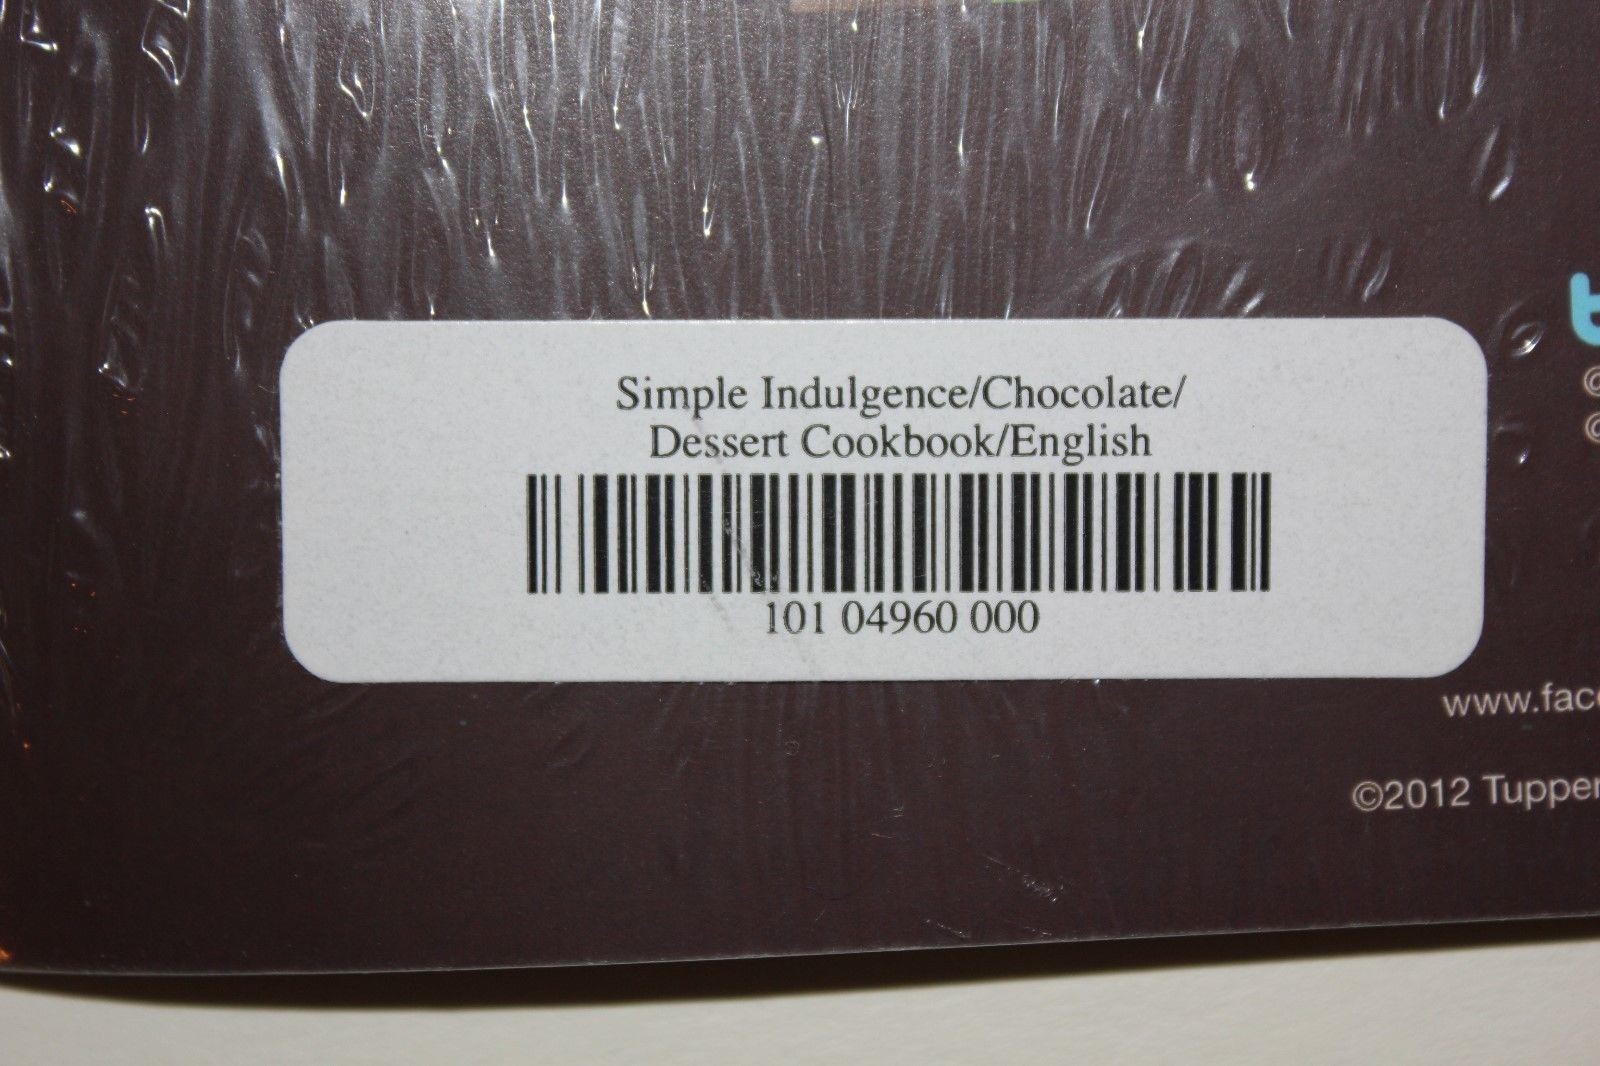 Simple Indulgence/Chocolate/
Dessert Cookbook/English
101 04960 000
©
©
www.fac
©2012 Tupper